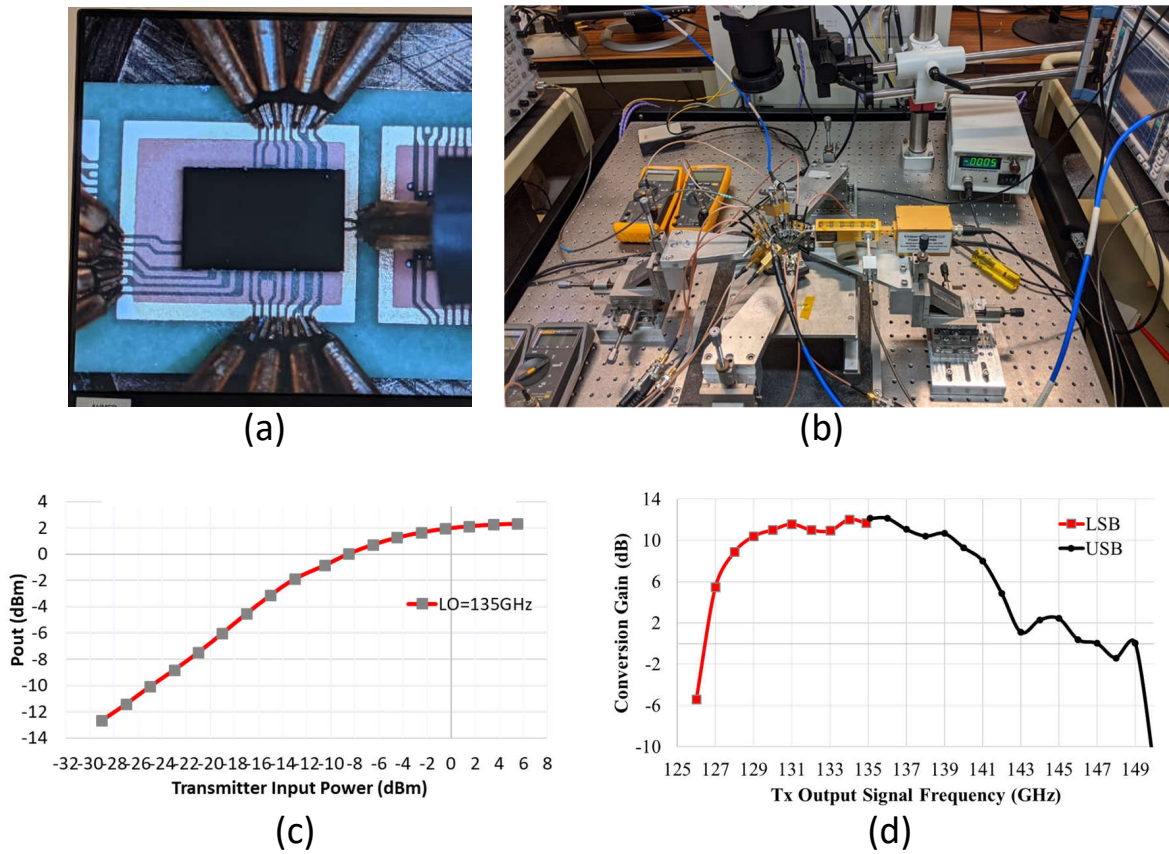 (a)
-.0005
(b)
4
2
0
-2
-4
-6
-8
-10
-12
-14
Pout (dBm)
LO=135GHz
-32-30-28-26-24-22-20-18-16-14-12-10-8 -6 -4 -2 0 2 4 6 8
Transmitter Input Power (dBm)
(c)
14
10
6
2
-2
-6
-10
Conversion Gain (dB)
LSB
USB
125 127 129 131 133 135 137 139 141 143 145 147 149
Tx Output Signal Frequency (GHz)
(d)